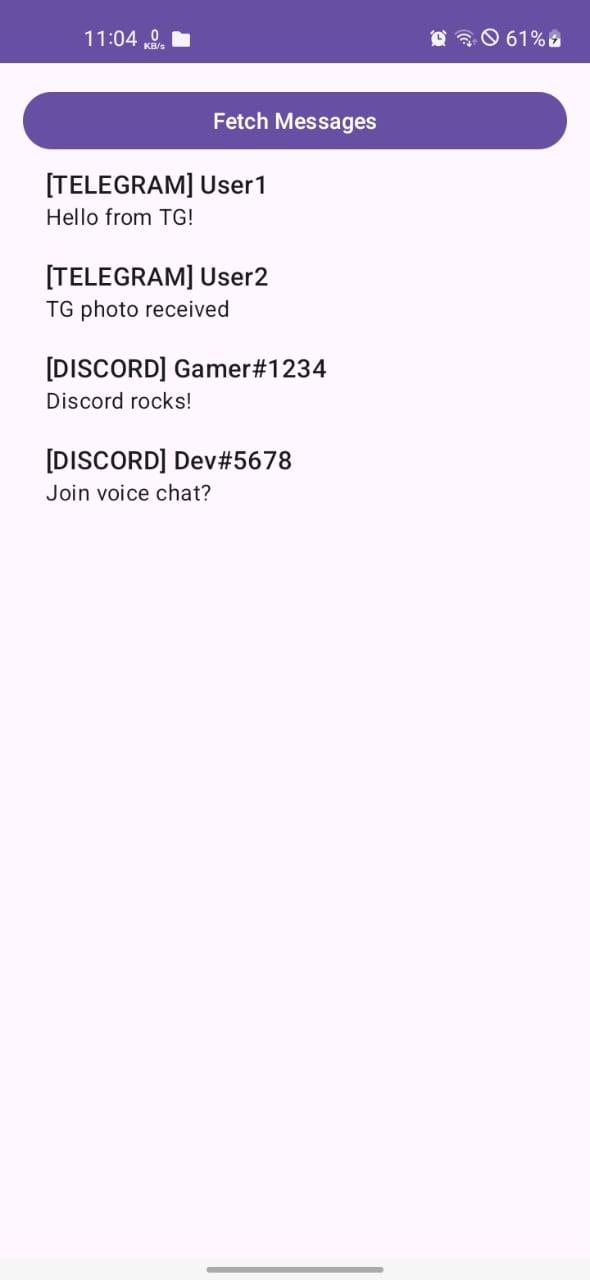 11:04 0 KB/s 61%
Fetch Messages
[TELEGRAM] User1
Hello from TG!
[TELEGRAM] User2
TG photo received
[DISCORD] Gamer#1234
Discord rocks!
[DISCORD] Dev#5678
Join voice chat?